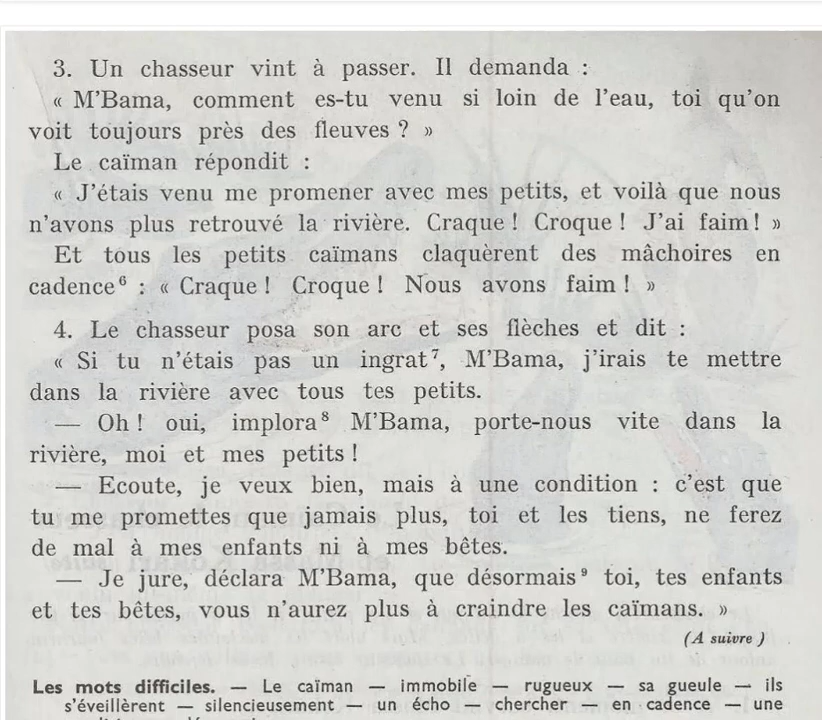 3. Un chasseur vint à passer. Il demanda :
« M'Bama, comment es-tu venu si loin de l'eau, toi qu'on
voit toujours près des fleuves ? »
Le caïman répondit :
« J'étais venu me promener avec mes petits, et voilà que nous
n'avons plus retrouvé la rivière. Craque ! Croque ! J'ai faim ! »
Et tous les petits caïmans claquèrent des mâchoires en
cadence⁶ : « Craque ! Croque ! Nous avons faim ! »
4. Le chasseur posa son arc et ses flèches et dit :
« Si tu n'étais pas un ingrat⁷, M'Bama, j'irais te mettre
dans la rivière avec tous tes petits.
— Oh ! oui, implora⁸ M'Bama, porte-nous vite dans la
rivière, moi et mes petits !
— Ecoute, je veux bien, mais à une condition : c'est que
tu me promettes que jamais plus, toi et les tiens, ne ferez
de mal à mes enfants ni à mes bêtes.
— Je jure, déclara M'Bama, que désormais⁹ toi, tes enfants
et tes bêtes, vous n'aurez plus à craindre les caïmans. »
(A suivre)
Les mots difficiles. — Le caïman — immobile — rugueux — sa gueule — ils
s'éveillèrent — silencieusement — un écho — chercher — en cadence — une